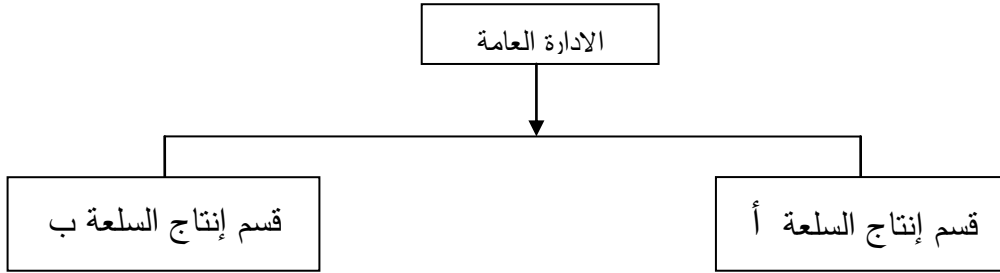 الادارة العامة
قسم إنتاج السلعة أ
قسم إنتاج السلعة ب